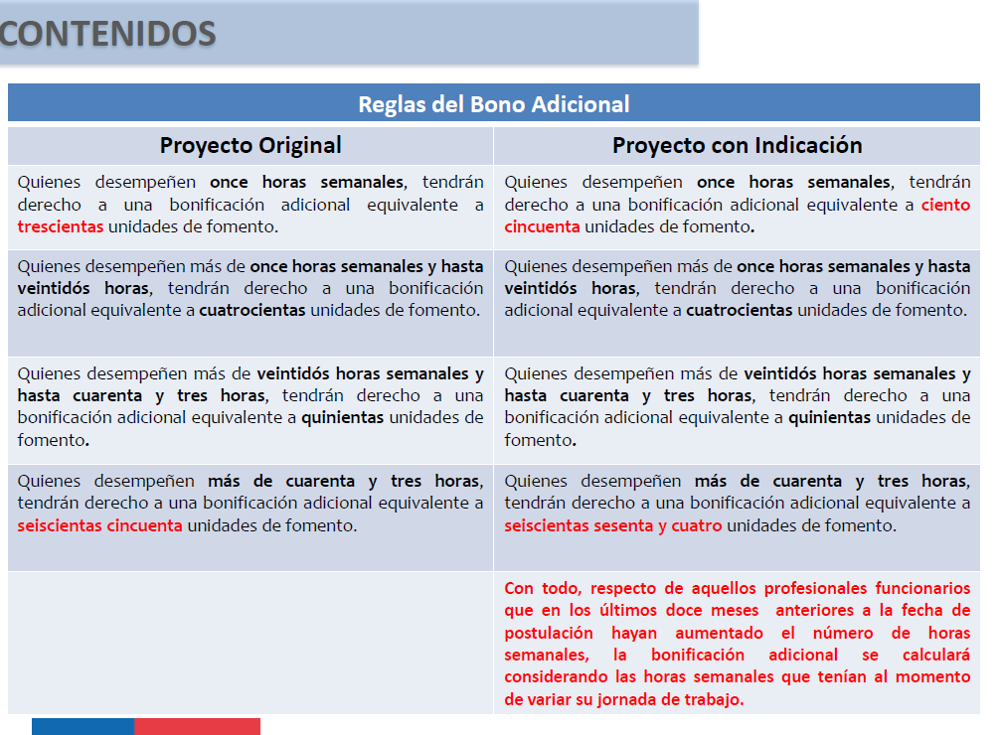 CONTENIDOS
Reglas del Bono Adicional
Proyecto Original
Proyecto con Indicación
Quienes desempeñen once horas semanales, tendrán
derecho a una bonificación adicional equivalente a
trescientas unidades de fomento.
Quienes desempeñen once horas semanales, tendrán
derecho a una bonificación adicional equivalente a ciento
cincuenta unidades de fomento.
Quienes desempeñen más de once horas semanales y hasta
veintidós horas, tendrán derecho a una bonificación
adicional equivalente a cuatrocientas unidades de fomento.
Quienes desempeñen más de once horas semanales y hasta
veintidós horas, tendrán derecho a una bonificación
adicional equivalente a cuatrocientas unidades de fomento.
Quienes desempeñen más de veintidós horas semanales y
hasta cuarenta y tres horas, tendrán derecho a una
bonificación adicional equivalente a quinientas unidades de
fomento.
Quienes desempeñen más de veintidós horas semanales y
hasta cuarenta y tres horas, tendrán derecho a una
bonificación adicional equivalente a quinientas unidades de
fomento.
Quienes desempeñen más de cuarenta y tres horas,
tendrán derecho a una bonificación adicional equivalente a
seiscientas cincuenta unidades de fomento.
Quienes desempeñen más de cuarenta y tres horas,
tendrán derecho a una bonificación adicional equivalente a
seiscientas sesenta y cuatro unidades de fomento.
Con todo, respecto de aquellos profesionales funcionarios
que en los últimos doce meses anteriores a la fecha de
postulación hayan aumentado el número de horas
semanales, la bonificación adicional se calculará
considerando las horas semanales que tenían al momento
de variar su jornada de trabajo.